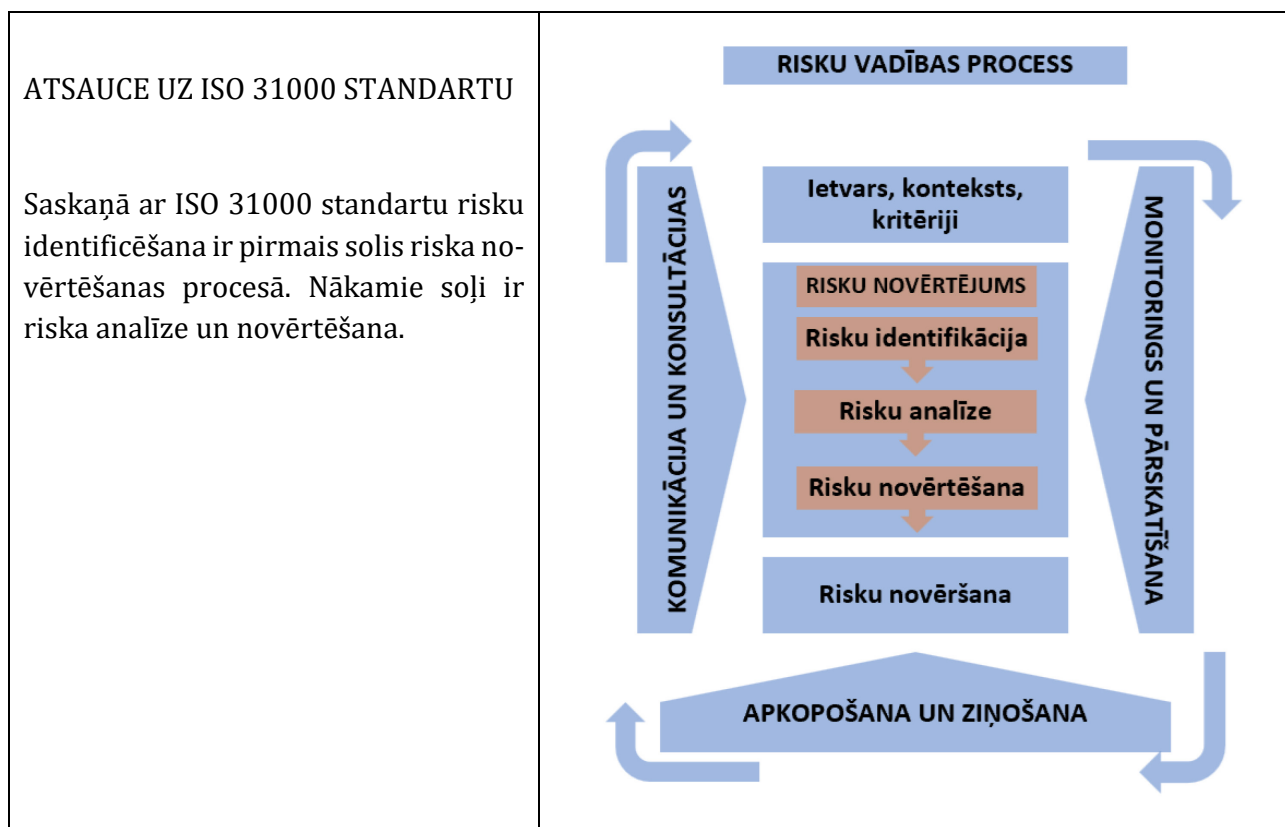 ATSAUCE UZ ISO 31000 STANDARTU
Saskaņā ar ISO 31000 standartu risku
identificēšana ir pirmais solis riska no-
vērtēšanas procesā. Nākamie soļi ir
riska analīze un novērtēšana.
RISKU VADĪBAS PROCESS
KOMUNIKĀCIJA UN KONSULTĀCIJAS
Ietvars, konteksts,
kritēriji
RISKU NOVĒRTĒJUMS
Risku identifikācija
Risku analīze
Risku novērtēšana
Risku novēršana
MONITORINGS UN PĀRSKATĪŠANA
APKOPOŠANA UN ZIŅOŠANA